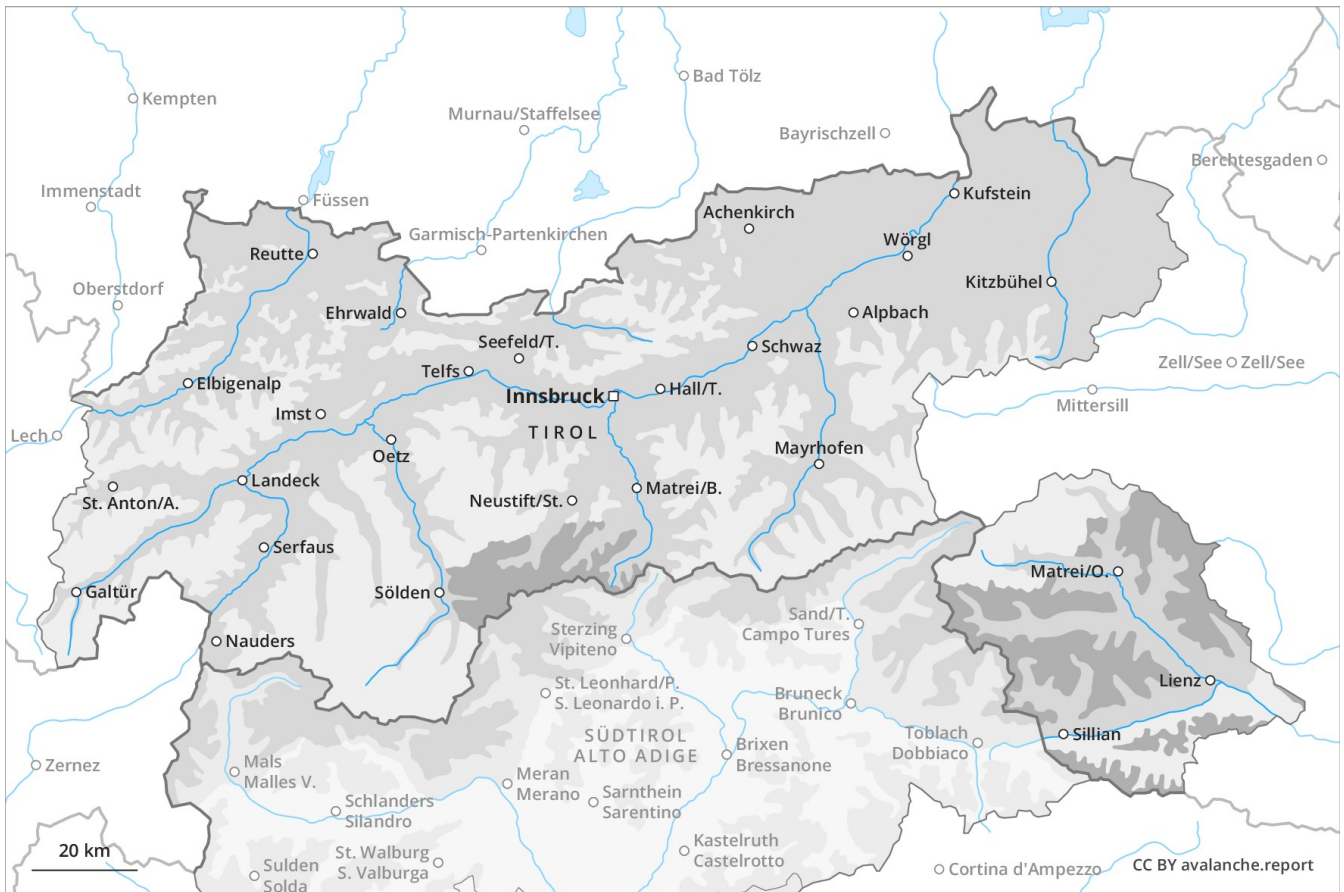 Kempten
Bad Tölz
Murnau/Staffelsee
Bayrischzell
Berchtesgaden
Immenstadt
Füssen
Kufstein
Achenkirch
Garmisch-Partenkirchen
Wörgl
Reutte
Oberstdorf
Kitzbühel
Ehrwald
Alpbach
Seefeld/T.
Schwaz
Telfs
Zell/See
Zell/See
Elbigenalp
Hall/T.
Mittersill
Innsbruck
Imst
Lech
TIROL
Oetz
Mayrhofen
Landeck
St. Anton/A.
Neustift/St.
Matrei/B.
Serfaus
Matrei/O.
Galtür
Sölden
Sand/T.
Campo Tures
Sterzing
Vipiteno
Nauders
Lienz
St. Leonhard/P.
S. Leonardo i. P.
Bruneck
Brunico
SÜDTIROL
ALTO ADIGE
Toblach
Dobbiaco
Sillian
Brixen
Bressanone
Zernez
Mals
Malles V.
Meran
Merano
Schlanders
Silandro
Sarnthein
Sarentino
20 km
St. Walburg
S. Valburga
Kastelruth
Castelrotto
Sulden
Solda
Cortina d'Ampezzo
CC BY avalanche.report